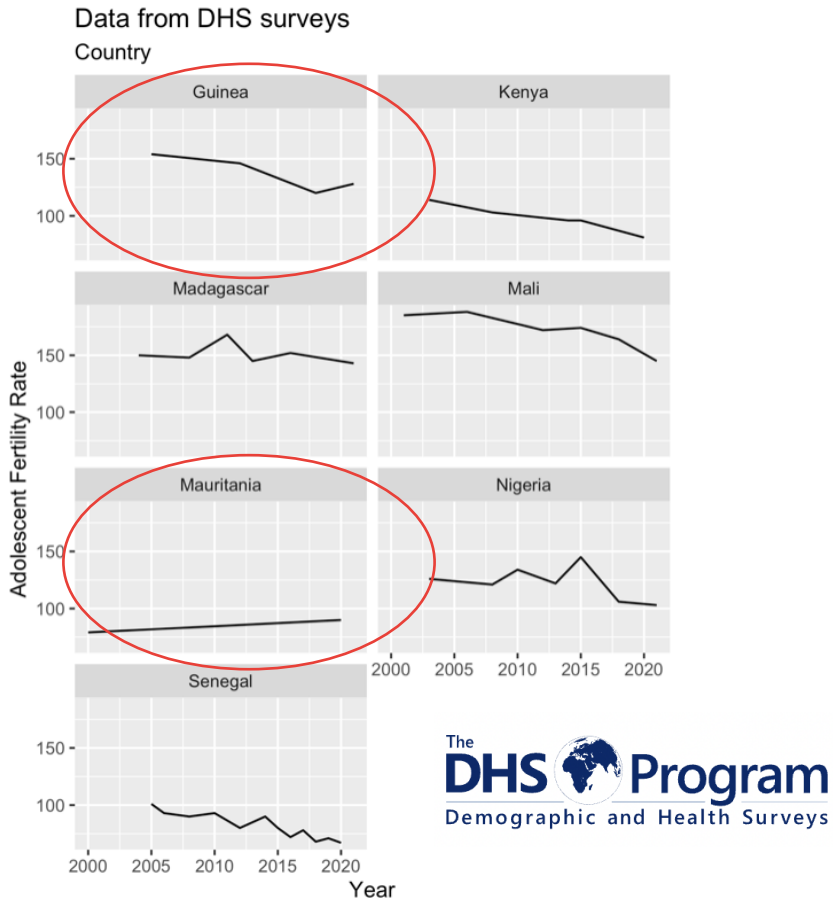 Data from DHS surveys
Country
Guinea
Kenya
150
100
Madagascar
Mali
150
100
Adolescent Fertility Rate
Mauritania
Nigeria
150
100
2000 2005 2010 2015 2020
Senegal
150
100
2000 2005 2010 2015 2020
Year
The
DHS Program
Demographic and Health Surveys